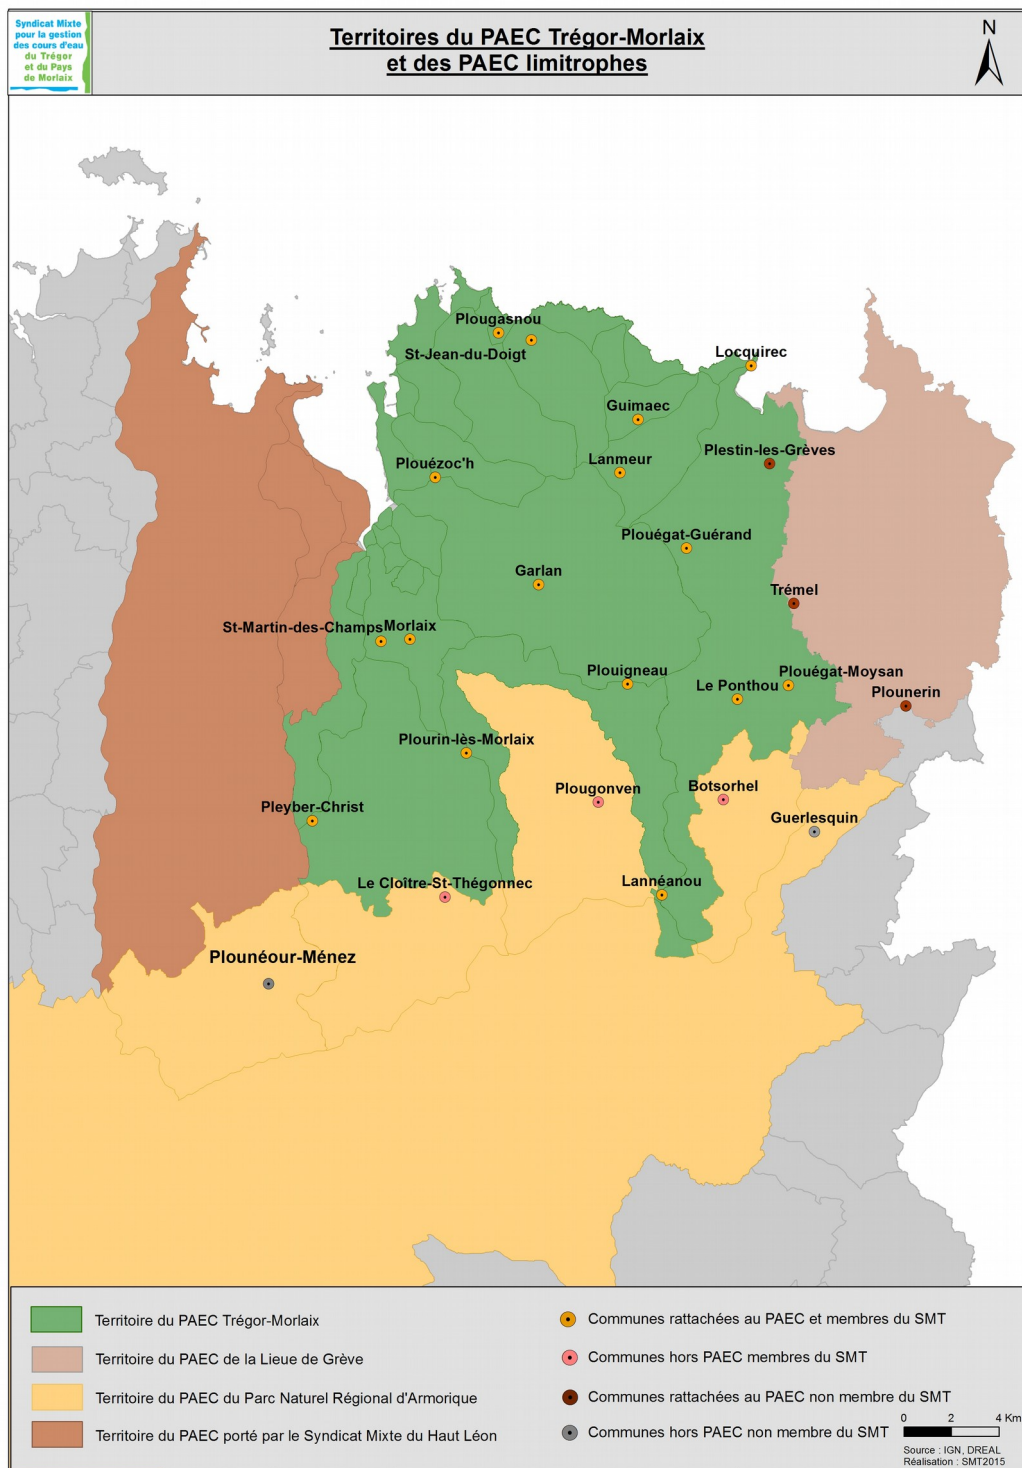 Syndicat Mixte
pour la gestion
des cours d'eau
du Trégor
et du Pays
de Morlaix
Territoires du PAEC Trégor-Morlaix
et des PAEC limitrophes
N
Plougasnou
St-Jean-du-Doigt
Locquirec
Guimaec
Plestin-les-Grèves
Lanmeur
Plouézoc'h
Plouégat-Guérand
Garlan
Trémel
St-Martin-des-Champs
Morlaix
Plouigneau
Plouégat-Moysan
Le Ponthou
Plounerin
Plourin-lès-Morlaix
Plougonven
Botsorhel
Pleyber-Christ
Guerlesquin
Le Cloître-St-Thégonnec
Lannéanou
Plounéour-Ménez
Territoire du PAEC Trégor-Morlaix
Territoire du PAEC de la Lieue de Grève
Territoire du PAEC du Parc Naturel Régional d'Armorique
Territoire du PAEC porté par le Syndicat Mixte du Haut Léon
Communes rattachées au PAEC et membres du SMT
Communes hors PAEC membres du SMT
Communes rattachées au PAEC non membre du SMT
Communes hors PAEC non membre du SMT
0 2 4 Km
Source : IGN, DREAL
Réalisation : SMT2015